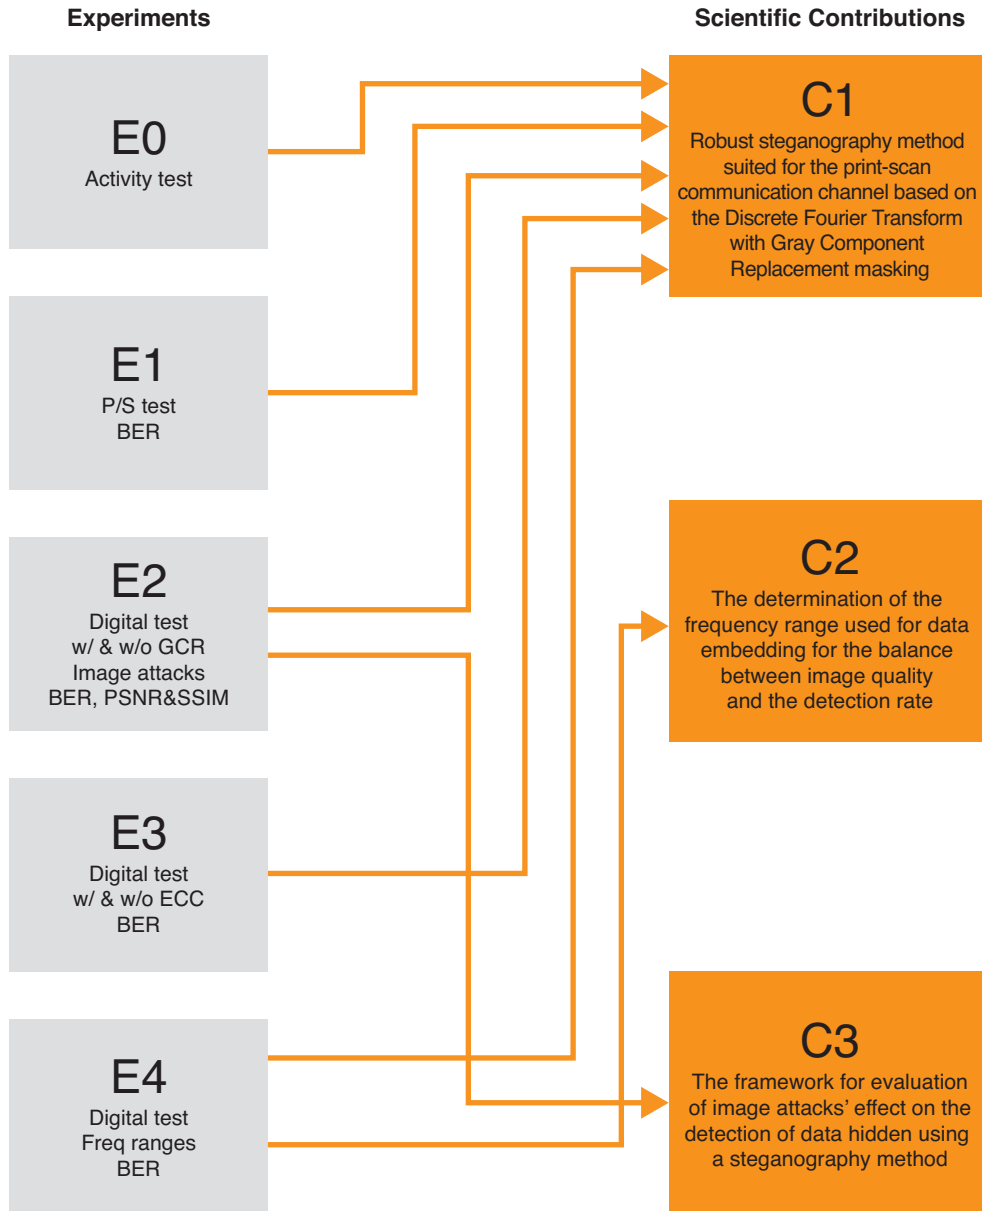 Experiments
Scientific Contributions
E0
Activity test
E1
P/S test
BER
E2
Digital test
w/ & w/o GCR
Image attacks
BER, PSNR&SSIM
E3
Digital test
w/ & w/o ECC
BER
E4
Digital test
Freq ranges
BER
C1
Robust steganography method
suited for the print-scan
communication channel based on
the Discrete Fourier Transform
with Gray Component
Replacement masking
C2
The determination of the
frequency range used for data
embedding for the balance
between image quality
and the detection rate
C3
The framework for evaluation
of image attacks’ effect on the
detection of data hidden using
a steganography method